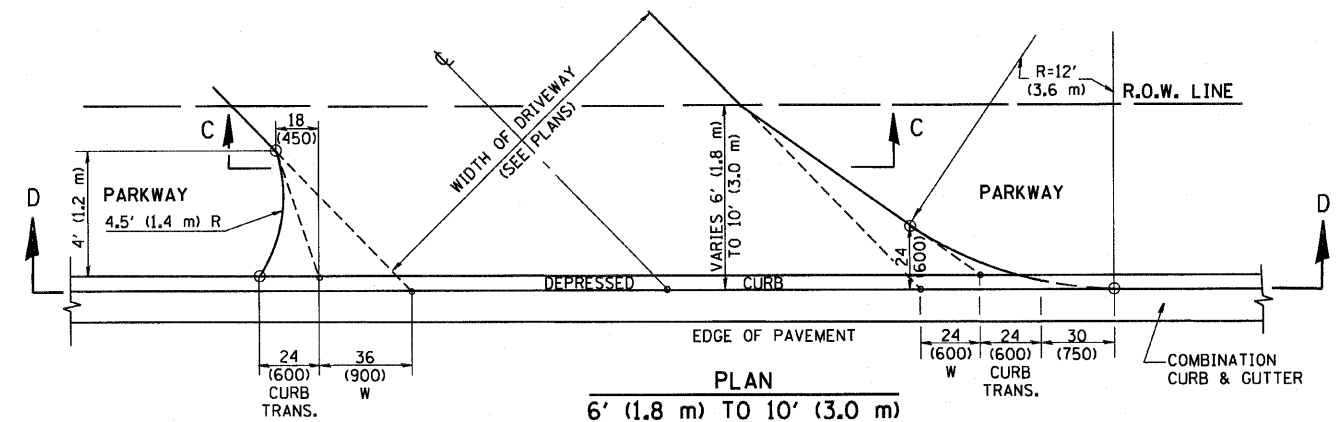 18
(450)
C
4' (1.2 m)
PARKWAY
4.5' (1.4 m) R
D
℄
WIDTH OF DRIVEWAY
(SEE PLANS)
VARIES 6' (1.8 m)
TO 10' (3.0 m)
R=12'
(3.6 m)
R.O.W. LINE
C
PARKWAY
24
(600)
D
DEPRESSED CURB
EDGE OF PAVEMENT
24
(600)
CURB
TRANS.
36
(900)
W
24
(600)
W
24
(600)
CURB
TRANS.
30
(750)
COMBINATION
CURB & GUTTER
PLAN
6' (1.8 m) TO 10' (3.0 m)